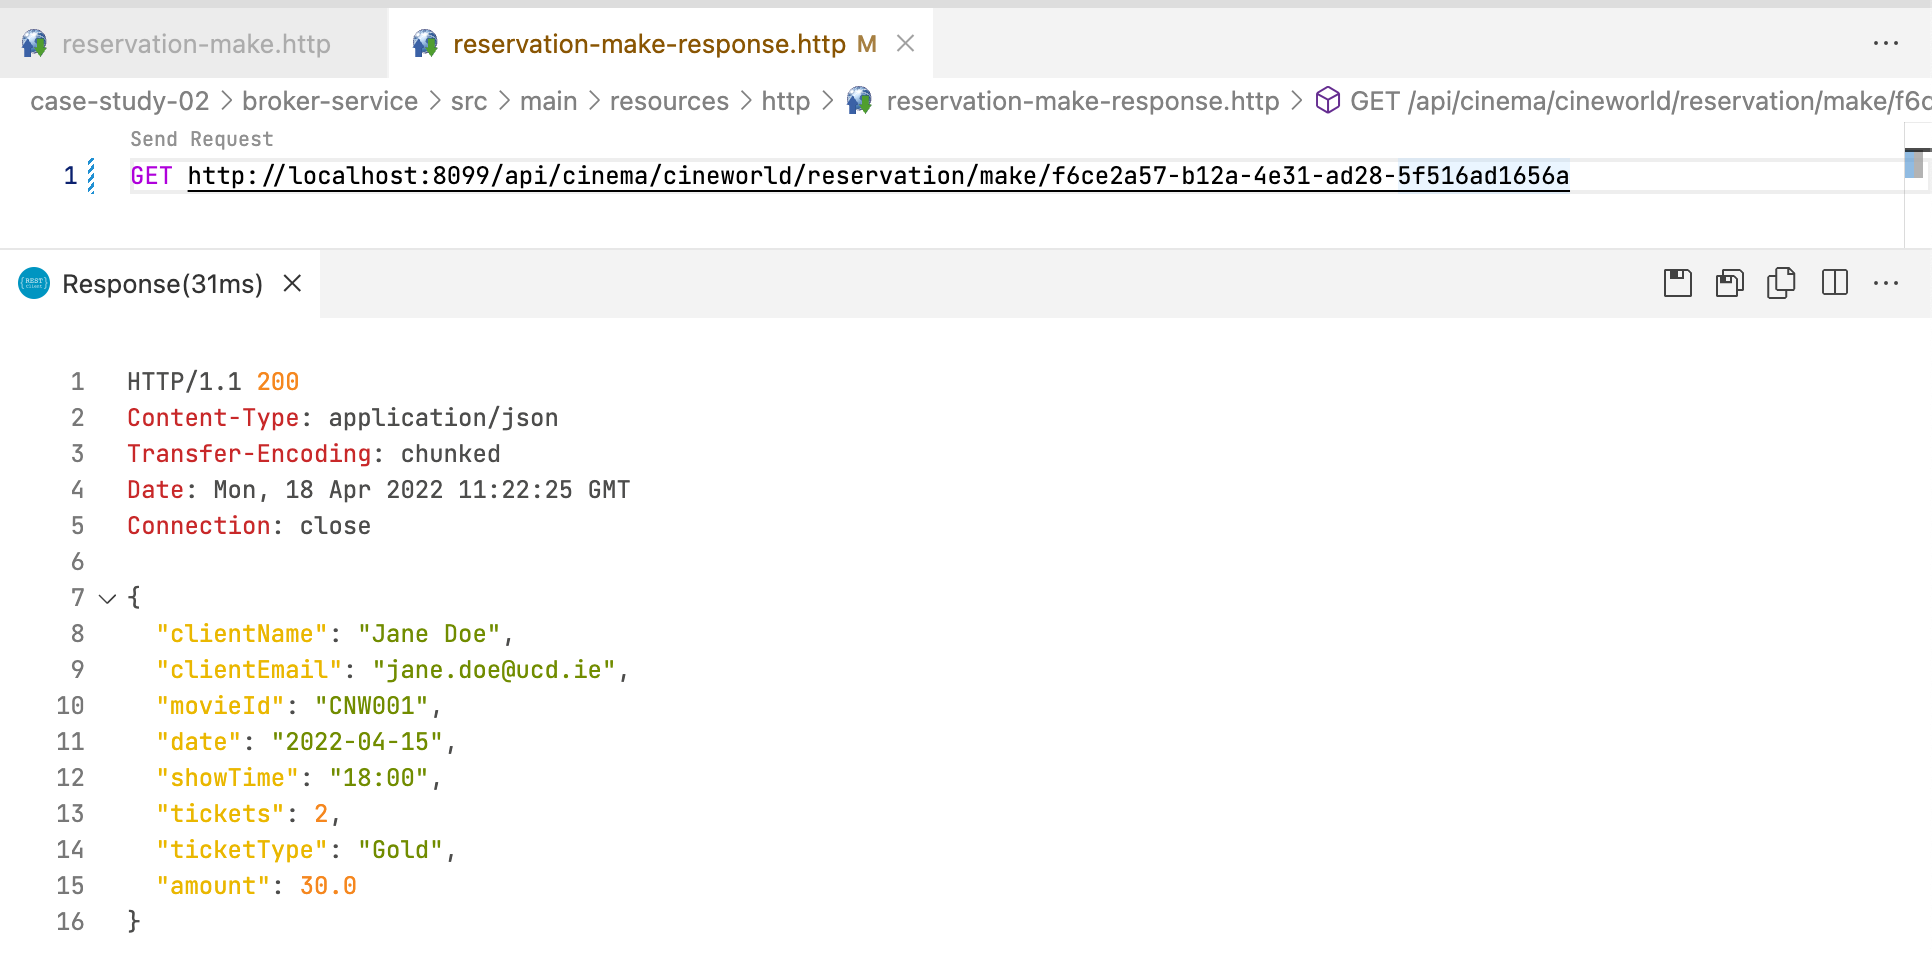 reservation-make.http reservation-make-response.http M
case-study-02 > broker-service > src > main > resources > http > reservation-make-response.http > GET /api/cinema/cineworld/reservation/make/f6c
Send Request
1 GET http://localhost:8099/api/cinema/cineworld/reservation/make/f6ce2a57-b12a-4e31-ad28-5f516ad1656a
REST Client Response(31ms)
1 HTTP/1.1 200
2 Content-Type: application/json
3 Transfer-Encoding: chunked
4 Date: Mon, 18 Apr 2022 11:22:25 GMT
5 Connection: close
6
7 {
8 "clientName": "Jane Doe",
9 "clientEmail": "jane.doe@ucd.ie",
10 "movieId": "CNW001",
11 "date": "2022-04-15",
12 "showTime": "18:00",
13 "tickets": 2,
14 "ticketType": "Gold",
15 "amount": 30.0
16 }